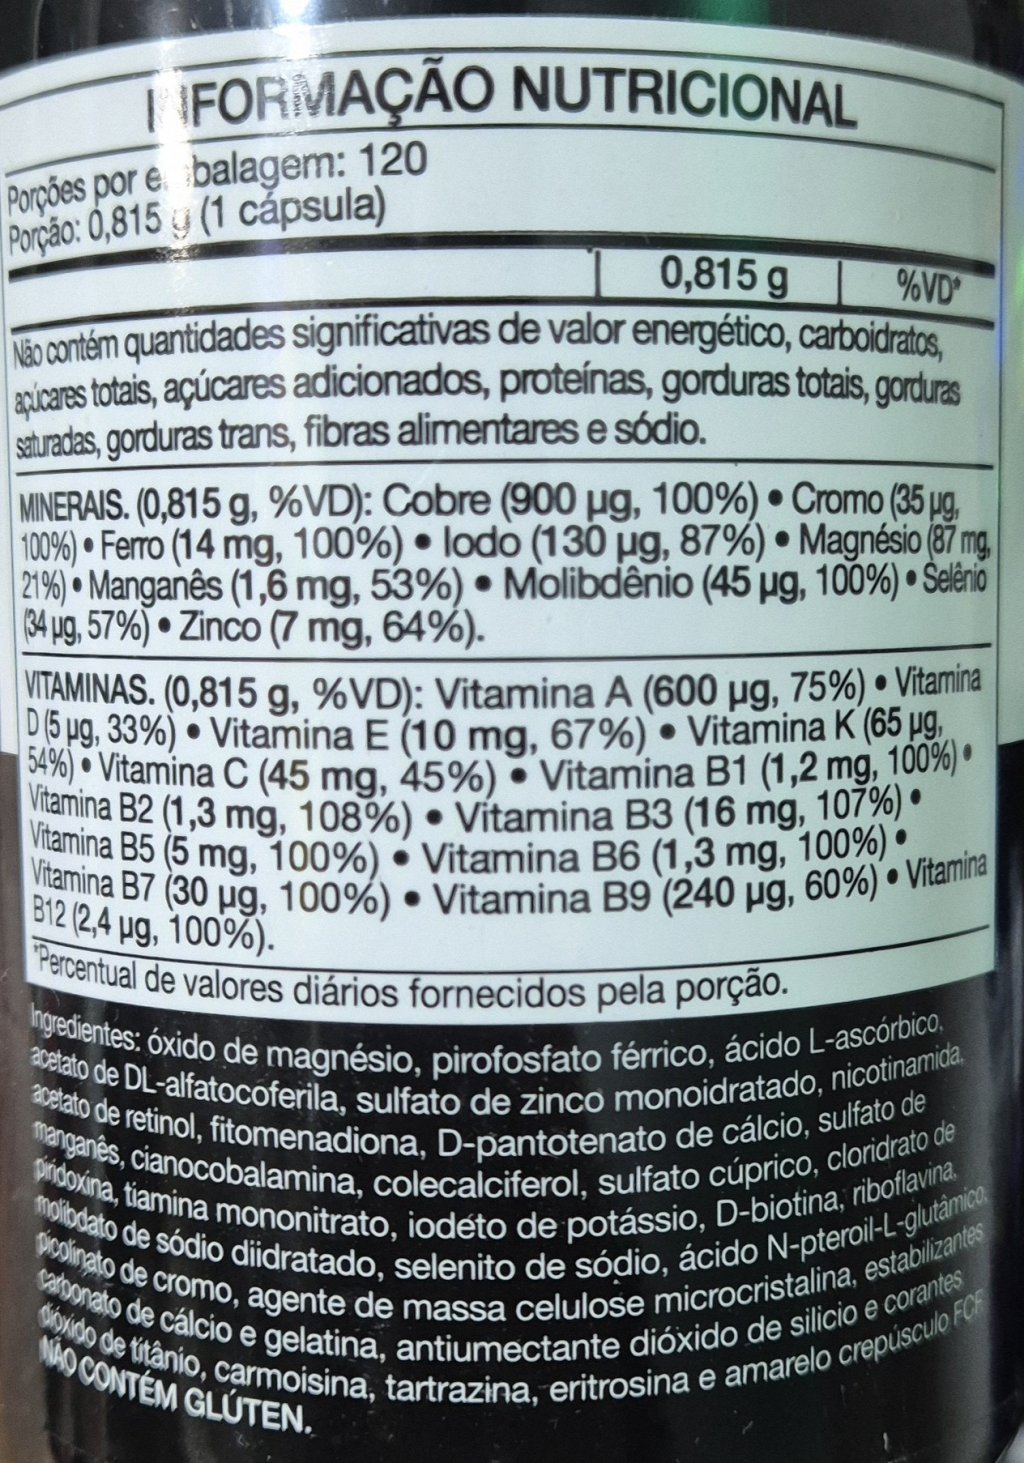 INFORMAÇÃO NUTRICIONAL
Porções por embalagem: 120
Porção: 0,815 g (1 cápsula)
0,815 g | %VD*
Não contém quantidades significativas de valor energético, carboidratos,
açúcares totais, açúcares adicionados, proteínas, gorduras totais, gorduras
saturadas, gorduras trans, fibras alimentares e sódio.
MINERAIS. (0,815 g, %VD): Cobre (900 µg, 100%) • Cromo (35 µg,
100%) • Ferro (14 mg, 100%) • Iodo (130 µg, 87%) • Magnésio (87 mg,
21%) • Manganês (1,6 mg, 53%) • Molibdênio (45 µg, 100%) • Selênio
(34 µg, 57%) • Zinco (7 mg, 64%).
VITAMINAS. (0,815 g, %VD): Vitamina A (600 µg, 75%) • Vitamina
D (5 µg, 33%) • Vitamina E (10 mg, 67%) • Vitamina K (65 µg,
54%) • Vitamina C (45 mg, 45%) • Vitamina B1 (1,2 mg, 100%) •
Vitamina B2 (1,3 mg, 108%) • Vitamina B3 (16 mg, 107%) •
Vitamina B5 (5 mg, 100%) • Vitamina B6 (1,3 mg, 100%) •
Vitamina B7 (30 µg, 100%) • Vitamina B9 (240 µg, 60%) • Vitamina
B12 (2,4 µg, 100%).
*Percentual de valores diários fornecidos pela porção.
Ingredientes: óxido de magnésio, pirofosfato férrico, ácido L-ascórbico,
acetato de DL-alfatocoferila, sulfato de zinco monoidratado, nicotinamida,
acetato de retinol, fitomenadiona, D-pantotenato de cálcio, sulfato de
manganês, cianocobalamina, colecalciferol, sulfato cúprico, cloridrato de
piridoxina, tiamina mononitrato, iodeto de potássio, D-biotina, riboflavina,
molibdato de sódio diidratado, selenito de sódio, ácido N-pteroil-L-glutâmico,
picolinato de cromo, agente de massa celulose microcristalina, estabilizantes
carbonato de cálcio e gelatina, antiumectante dióxido de silicio e corantes
dióxido de titânio, carmoisina, tartrazina, eritrosina e amarelo crepúsculo FCF.
NÃO CONTÉM GLÚTEN.